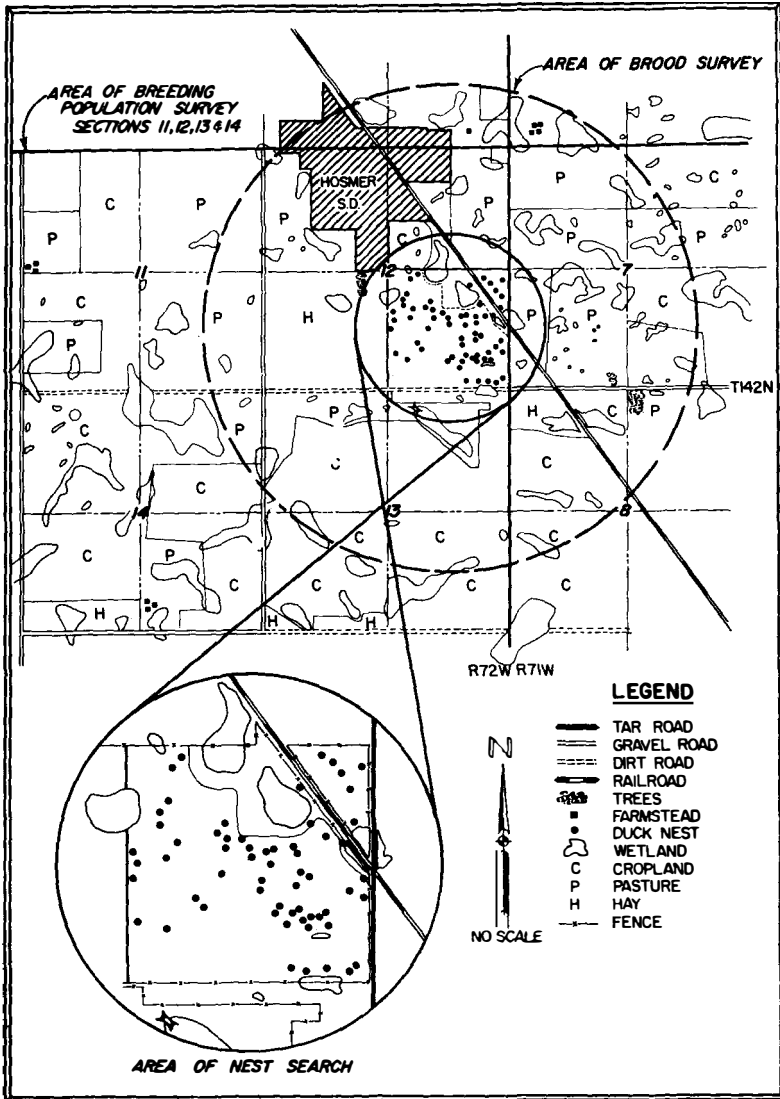 AREA OF BREEDING
POPULATION SURVEY
SECTIONS 11,12,13&14
AREA OF BROOD SURVEY
HOSMER
S.D.
C
P
P
P
P
P
C
P
C
11
12
7
P
C
P
H
P
P
C
P
T142N
C
P
P
H
C
P
C
C
C
14
13
8
C
P
C
C
C
C
C
C
C
H
H
H
R72W R71W
LEGEND
TAR ROAD
GRAVEL ROAD
DIRT ROAD
RAILROAD
TREES
FARMSTEAD
DUCK NEST
WETLAND
C CROPLAND
P PASTURE
H HAY
FENCE
N
NO SCALE
AREA OF NEST SEARCH